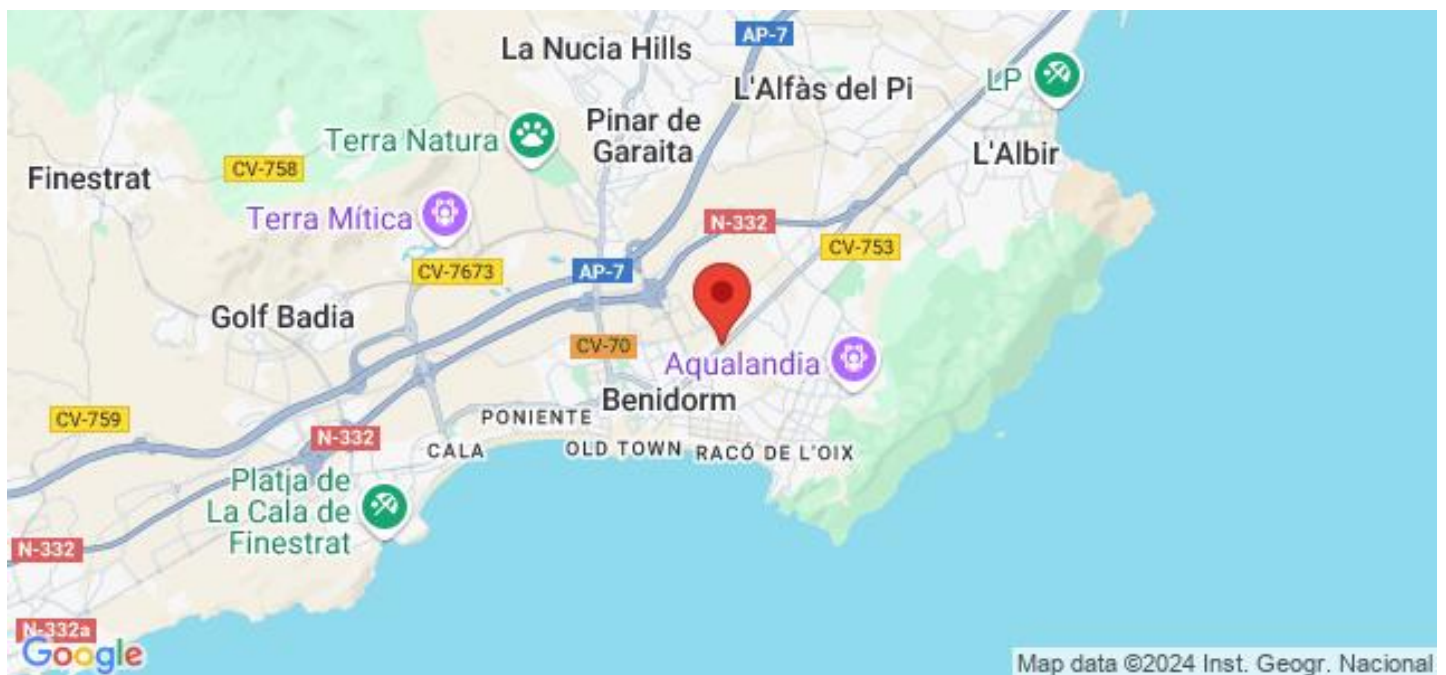 La Nucia Hills
AP-7
L'Alfàs del Pi
LP
Terra Natura
Pinar de
Garaita
L'Albir
Finestrat
CV-758
Terra Mítica
N-332
CV-753
CV-7673
AP-7
Golf Badia
CV-70
Aqualandia
Benidorm
CV-759
PONIENTE
N-332
CALA
OLD TOWN
RACÓ DE L'OIX
Platja de
La Cala de
Finestrat
N-332
N-332a
Google
Map data ©2024 Inst. Geogr. Nacional